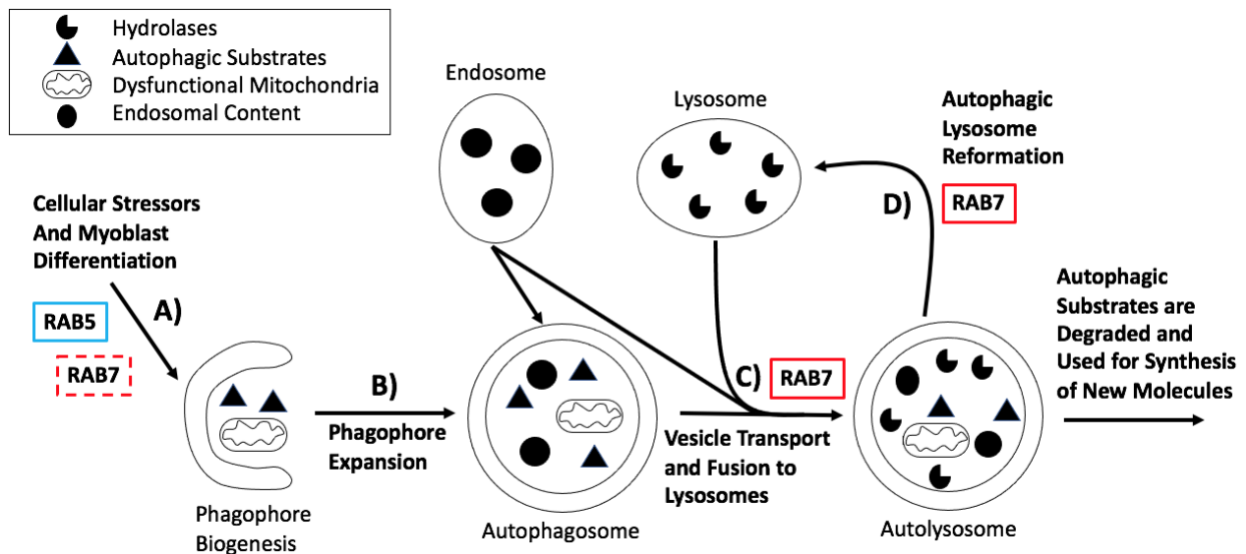 Hydrolases
Autophagic Substrates
Dysfunctional Mitochondria
Endosomal Content
Endosome
Lysosome
Autophagic
Lysosome
Reformation
D)
RAB7
Cellular Stressors
And Myoblast
Differentiation
A)
RAB5
RAB7
B)
Phagophore
Expansion
C)
RAB7
Vesicle Transport
and Fusion to
Lysosomes
Autophagic
Substrates are
Degraded and
Used for Synthesis
of New Molecules
Phagophore
Biogenesis
Autophagosome
Autolysosome